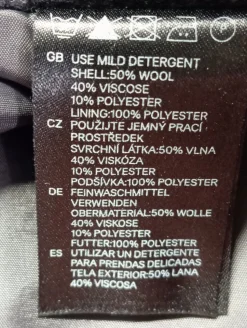 GB USE MILD DETERGENT
SHELL:50% WOOL
40% VISCOSE
10% POLYESTER
LINING:100% POLYESTER
CZ POUŽIJTE JEMNÝ PRACÍ
PROSTŘEDEK
SVRCHNÍ LÁTKA:50% VLNA
40% VISKÓZA
10% POLYESTER
PODŠÍVKA:100% POLYESTER
DE FEINWASCHMITTEL
VERWENDEN
OBERMATERIAL:50% WOLLE
40% VISKOSE
10% POLYESTER
FUTTER:100% POLYESTER
ES UTILIZAR UN DETERGENTE
PARA PRENDAS DELICADAS
TELA EXTERIOR:50% LANA
40% VISCOSA